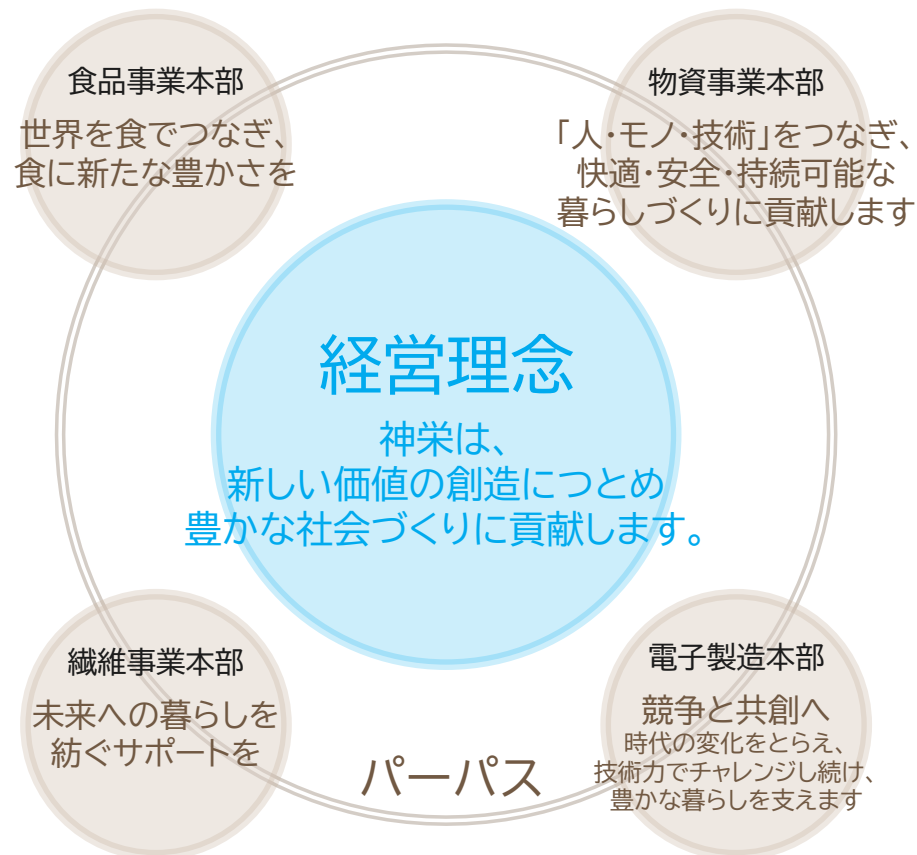 食品事業本部
世界を食でつなぎ、
食に新たな豊かさを
物資事業本部
「人・モノ・技術」をつなぎ、
快適・安全・持続可能な
暮らしづくりに貢献します
経営理念
神栄は、
新しい価値の創造につとめ
豊かな社会づくりに貢献します。
繊維事業本部
未来への暮らしを
紡ぐサポートを
電子製造本部
競争と共創へ
時代の変化をとらえ、
技術力でチャレンジし続け、
豊かな暮らしを支えます
パーパス